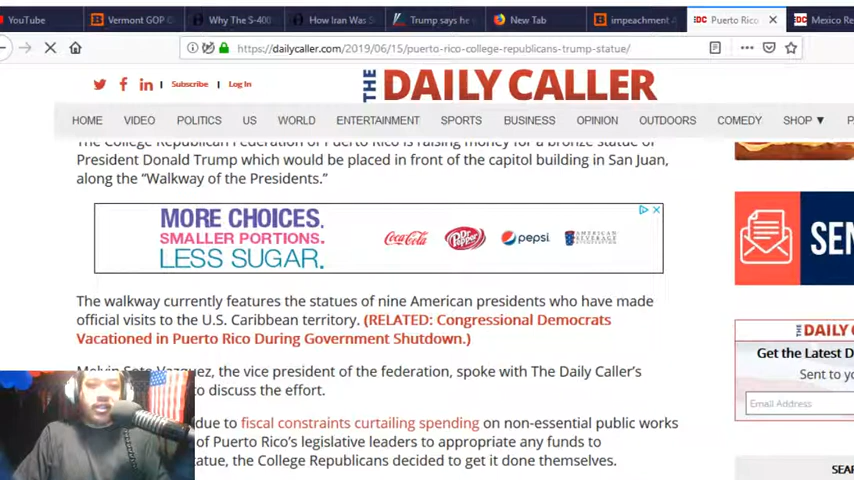 YouTube Vermont GOP Why The S-400 How Iran Was Trump says he New Tab impeachment Puerto Rico Mexico Re
https://dailycaller.com/2019/06/15/puerto-rico-college-republicans-trump-statue/
Subscribe Log In
THE DAILY CALLER
HOME VIDEO POLITICS US WORLD ENTERTAINMENT SPORTS BUSINESS OPINION OUTDOORS COMEDY SHOP
The College Republican Federation of Puerto Rico is raising money for a bronze statue of
President Donald Trump which would be placed in front of the capitol building in San Juan,
along the “Walkway of the Presidents.”
MORE CHOICES.
SMALLER PORTIONS.
LESS SUGAR.
Coca-Cola Dr Pepper pepsi AMERICAN BEVERAGE ASSOCIATION
SEN
The walkway currently features the statues of nine American presidents who have made
official visits to the U.S. Caribbean territory. (RELATED: Congressional Democrats
Vacationed in Puerto Rico During Government Shutdown.)
THE DAILY
Get the Latest D
Sent to yo
Email Address
Melvin Soto Vazquez, the vice president of the federation, spoke with The Daily Caller’s
to discuss the effort.
due to fiscal constraints curtailing spending on non-essential public works
of Puerto Rico’s legislative leaders to appropriate any funds to
atue, the College Republicans decided to get it done themselves.
SEAR